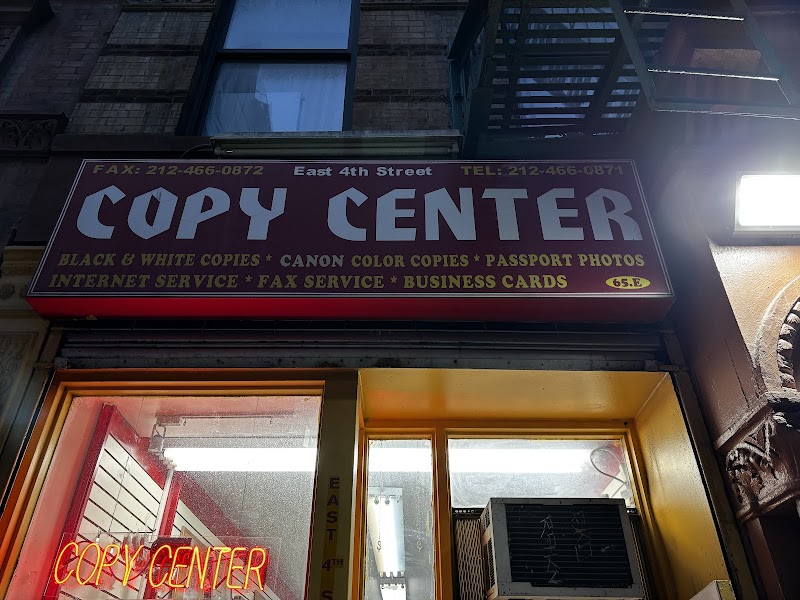 FAX: 212-466-0872 East 4th Street TEL: 212-466-0871
COPY CENTER
BLACK & WHITE COPIES * CANON COLOR COPIES * PASSPORT PHOTOS
INTERNET SERVICE * FAX SERVICE * BUSINESS CARDS 65.E
EAST 4TH S
COPY CENTER